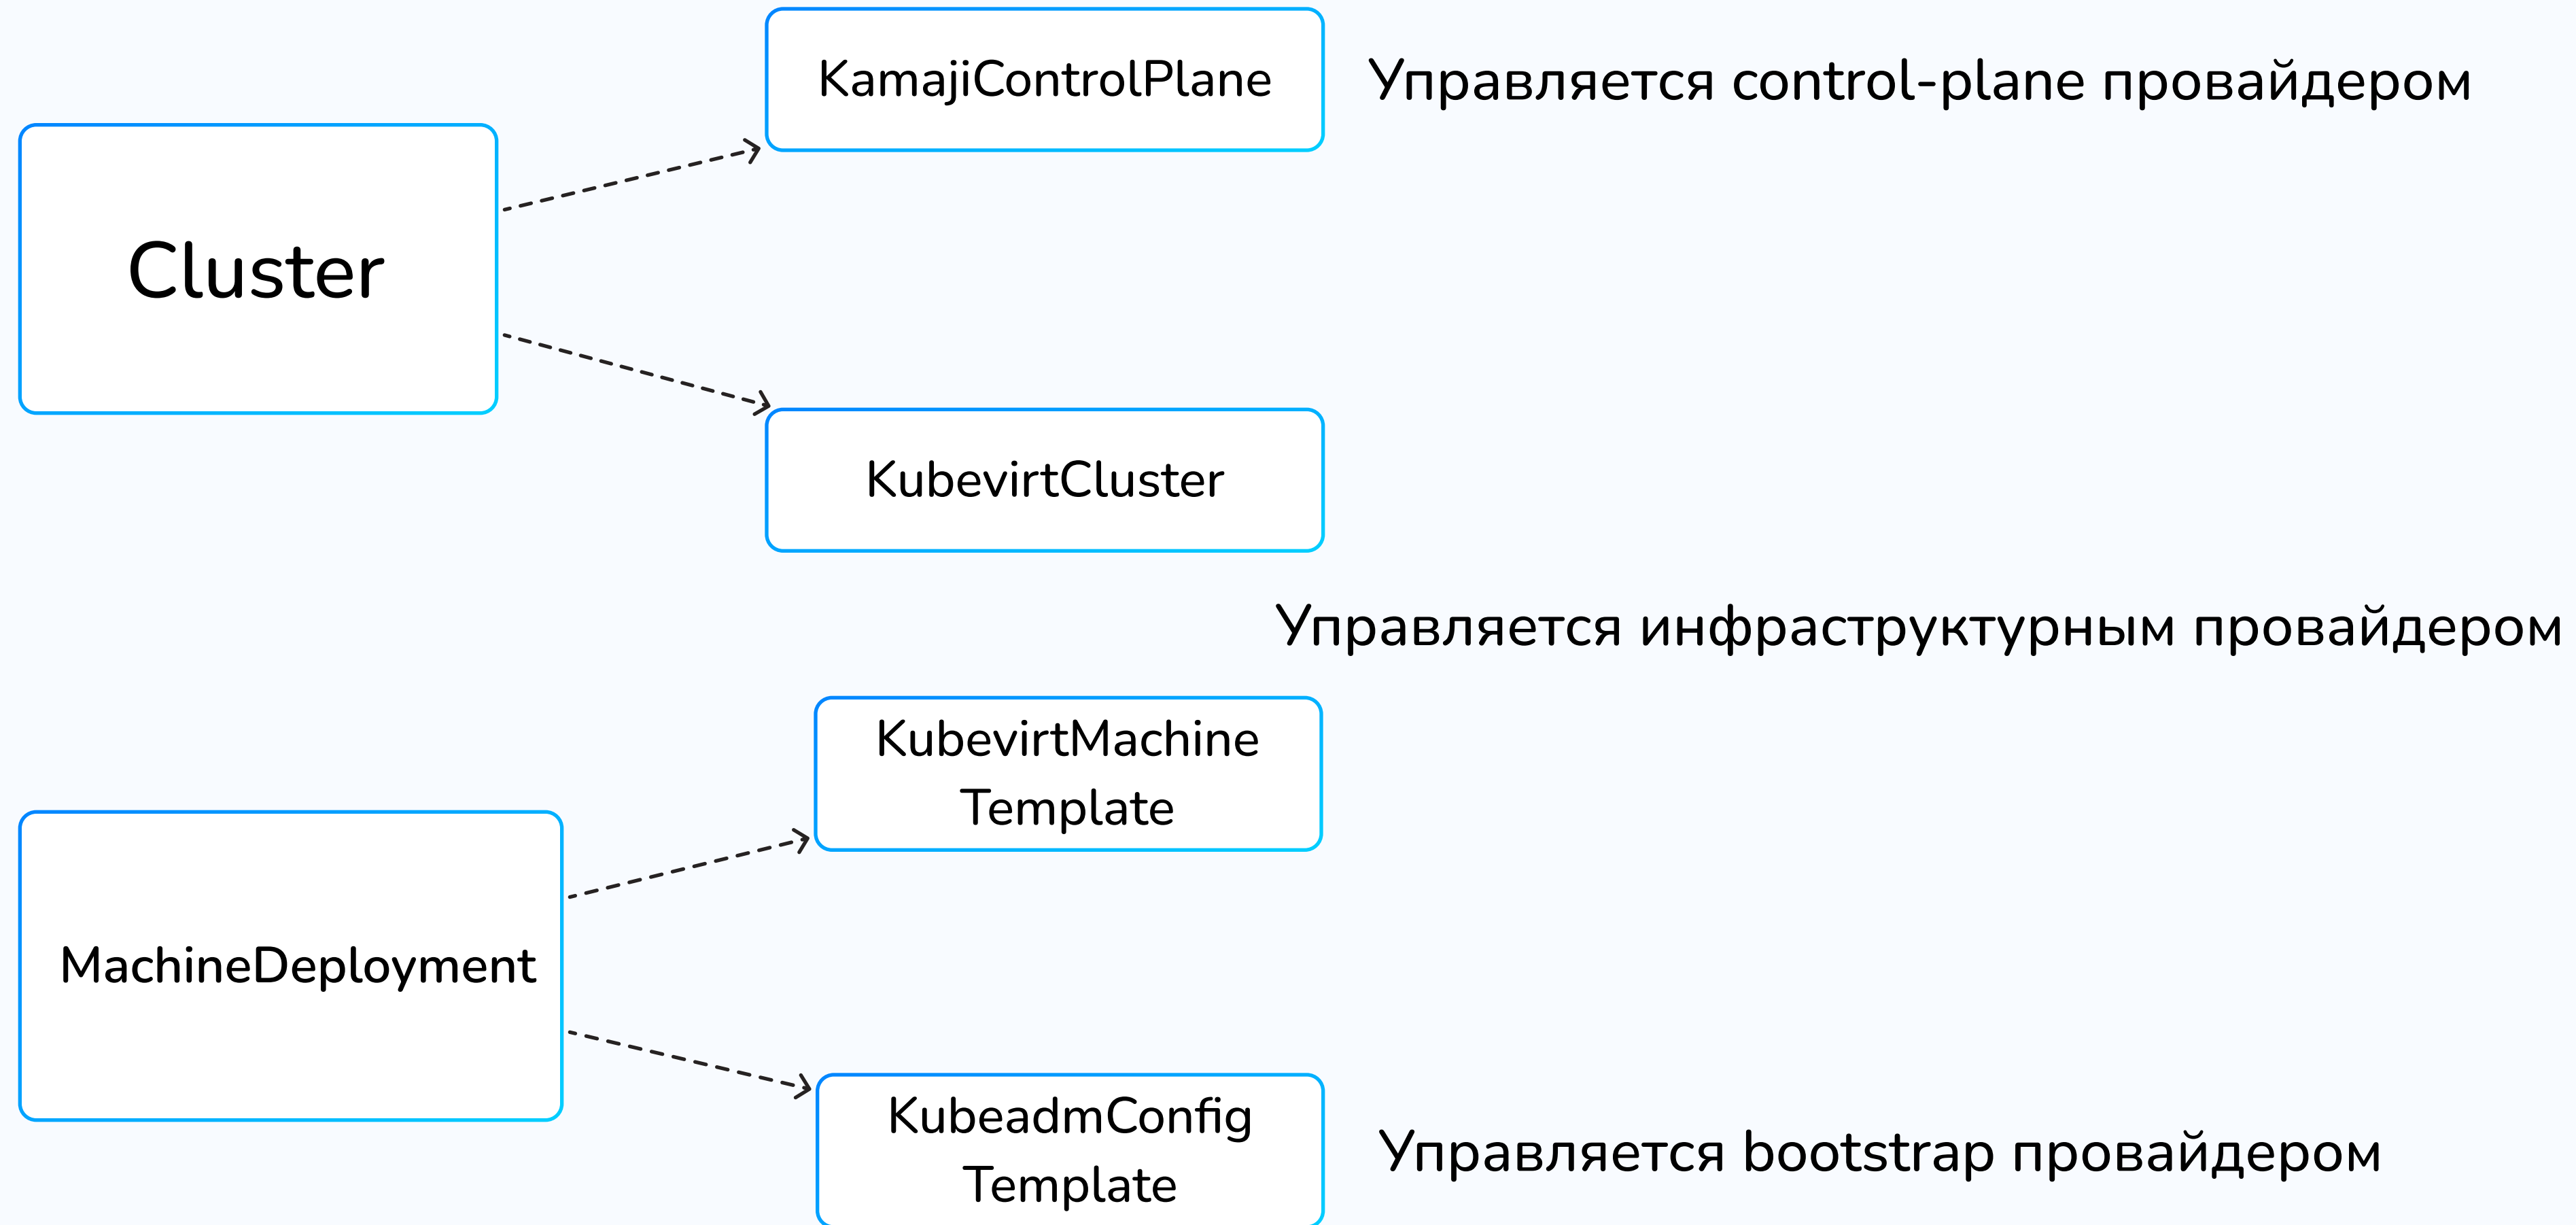 KamajiControlPlane
Управляется control-plane провайдером
Cluster
KubevirtCluster
Управляется инфраструктурным провайдером
KubevirtMachine
Template
MachineDeployment
KubeadmConfig
Template
Управляется bootstrap провайдером